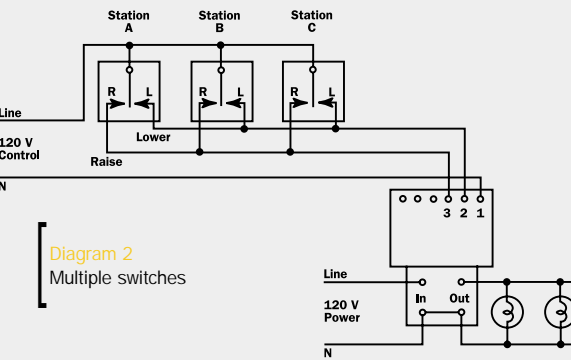 Station
A
Station
B
Station
C
R L
R L
R L
Line
120 V
Control
Lower
Raise
N
3 2 1
Diagram 2
Multiple switches
Line
In Out
120 V
Power
N